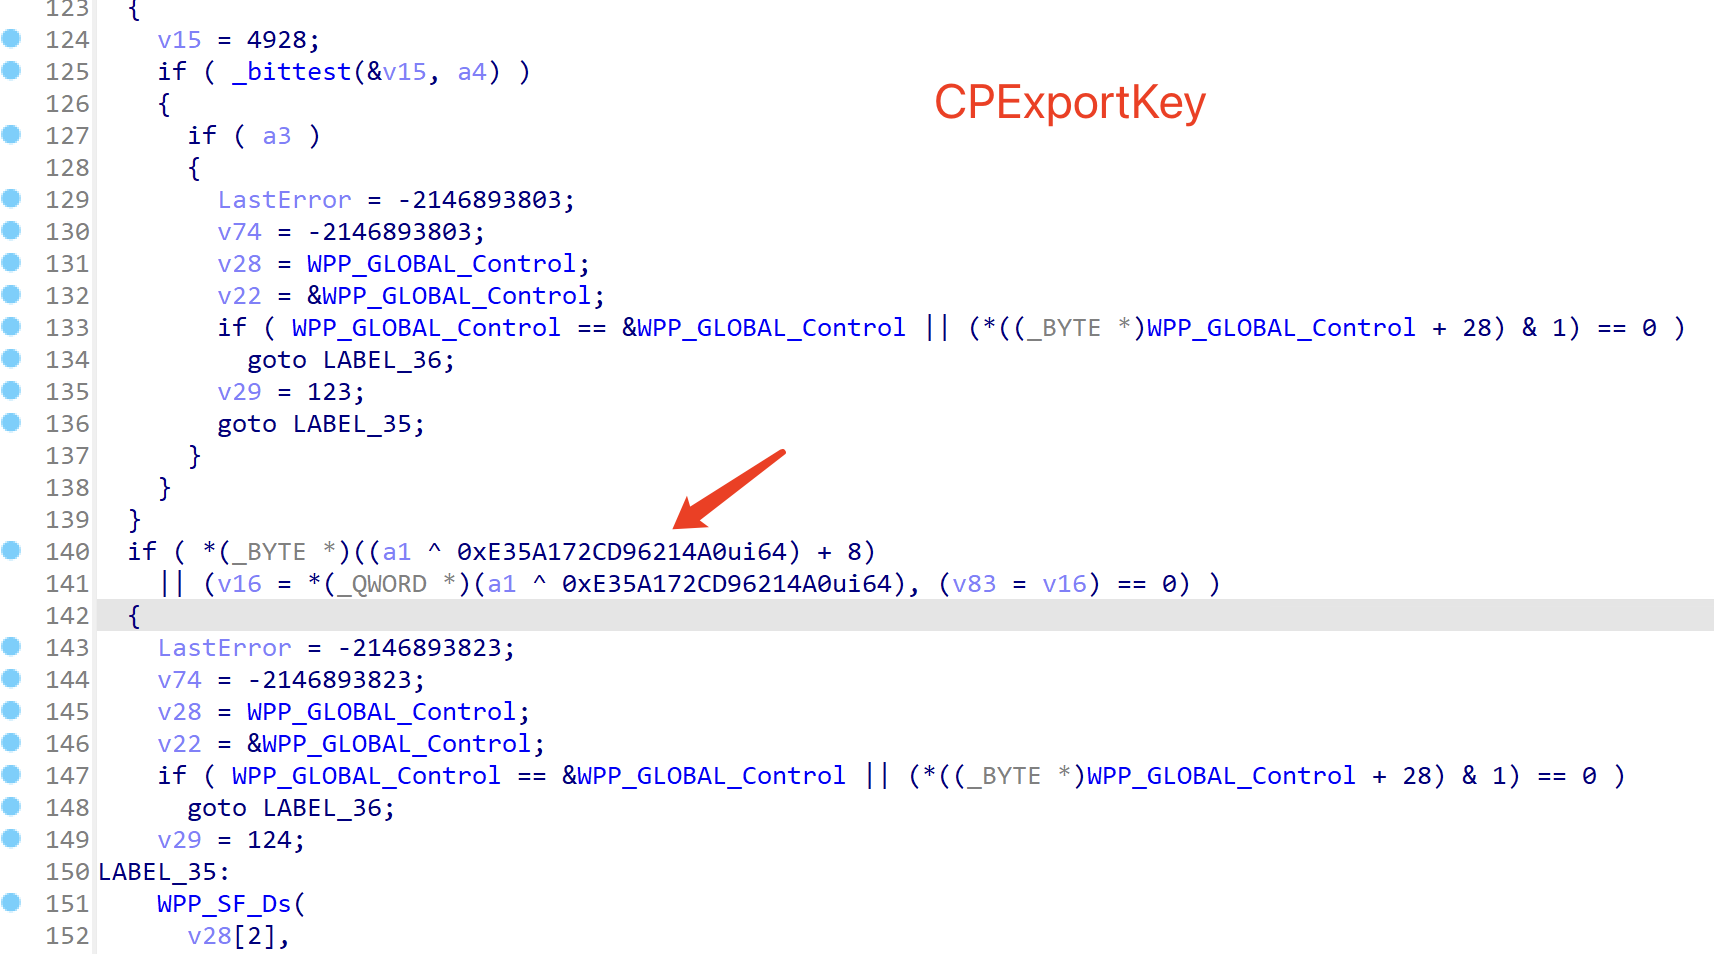 123 {
124 v15 = 4928;
125 if ( _bittest(&v15, a4) )
CPExportKey
126 {
127 if ( a3 )
128 {
129 LastError = -2146893803;
130 v74 = -2146893803;
131 v28 = WPP_GLOBAL_Control;
132 v22 = &WPP_GLOBAL_Control;
133 if ( WPP_GLOBAL_Control == &WPP_GLOBAL_Control || (*((_BYTE *)WPP_GLOBAL_Control + 28) & 1) == 0 )
134 goto LABEL_36;
135 v29 = 123;
136 goto LABEL_35;
137 }
138 }
139 }
140 if ( *(_BYTE *)((a1 ^ 0xE35A172CD96214A0ui64) + 8)
141 || (v16 = *(_QWORD *)(a1 ^ 0xE35A172CD96214A0ui64), (v83 = v16) == 0) )
142 {
143 LastError = -2146893823;
144 v74 = -2146893823;
145 v28 = WPP_GLOBAL_Control;
146 v22 = &WPP_GLOBAL_Control;
147 if ( WPP_GLOBAL_Control == &WPP_GLOBAL_Control || (*((_BYTE *)WPP_GLOBAL_Control + 28) & 1) == 0 )
148 goto LABEL_36;
149 v29 = 124;
150 LABEL_35:
151 WPP_SF_Ds(
152 v28[2],